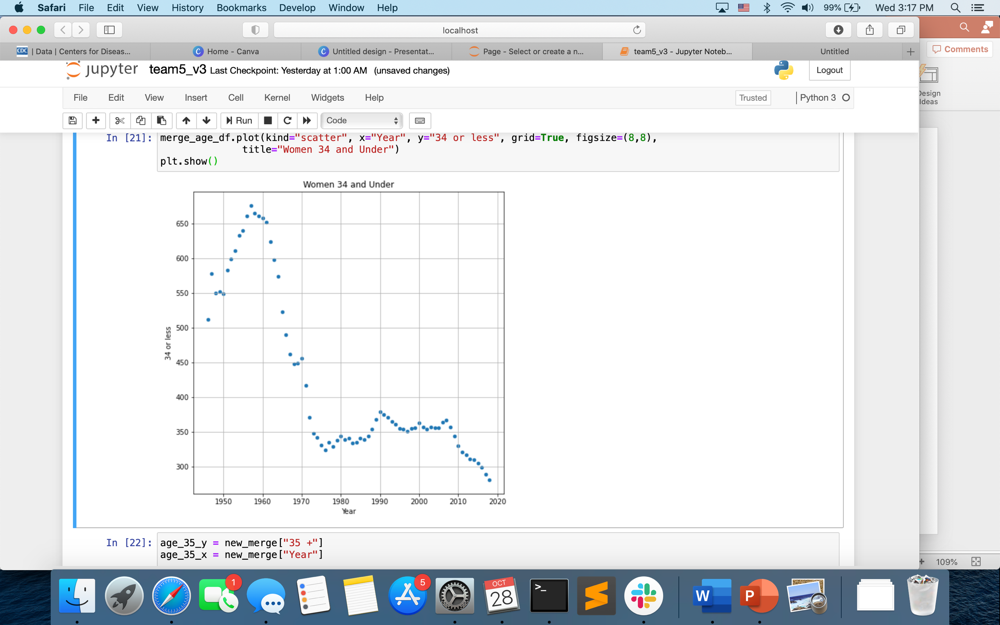 Safari File Edit View History Bookmarks Develop Window Help 99% Wed 3:17 PM
localhost
CDC | Data | Centers for Diseas... C Home - Canva C Untitled design - Presentat... Page - Select or create a n... team5_v3 - Jupyter Noteb... Untitled +
Comments
jupyter team5_v3 Last Checkpoint: Yesterday at 1:00 AM (unsaved changes) Logout
Design
Ideas
File Edit View Insert Cell Kernel Widgets Help Trusted Python 3
Run Code
In [21]: merge_age_df.plot(kind="scatter", x="Year", y="34 or less", grid=True, figsize=(8,8),
title="Women 34 and Under")
plt.show()
Women 34 and Under
650
600
550
500
450
400
350
300
34 or less
1950 1960 1970 1980 1990 2000 2010 2020
Year
In [22]: age_35_y = new_merge["35 +"]
age_35_x = new_merge["Year"]
+ 109%
1
5
OCT
28
>_
W
P